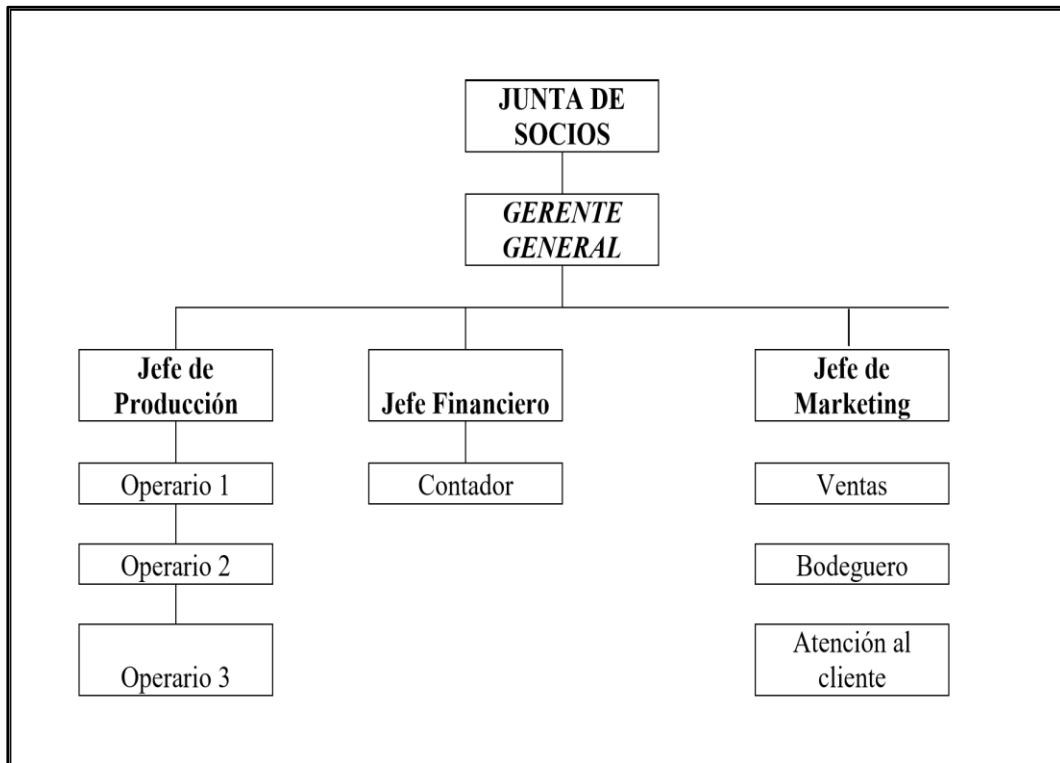 JUNTA DE
SOCIOS
GERENTE
GENERAL
Jefe de
Producción
Jefe Financiero
Jefe de
Marketing
Operario 1
Contador
Ventas
Operario 2
Bodeguero
Operario 3
Atención al
cliente